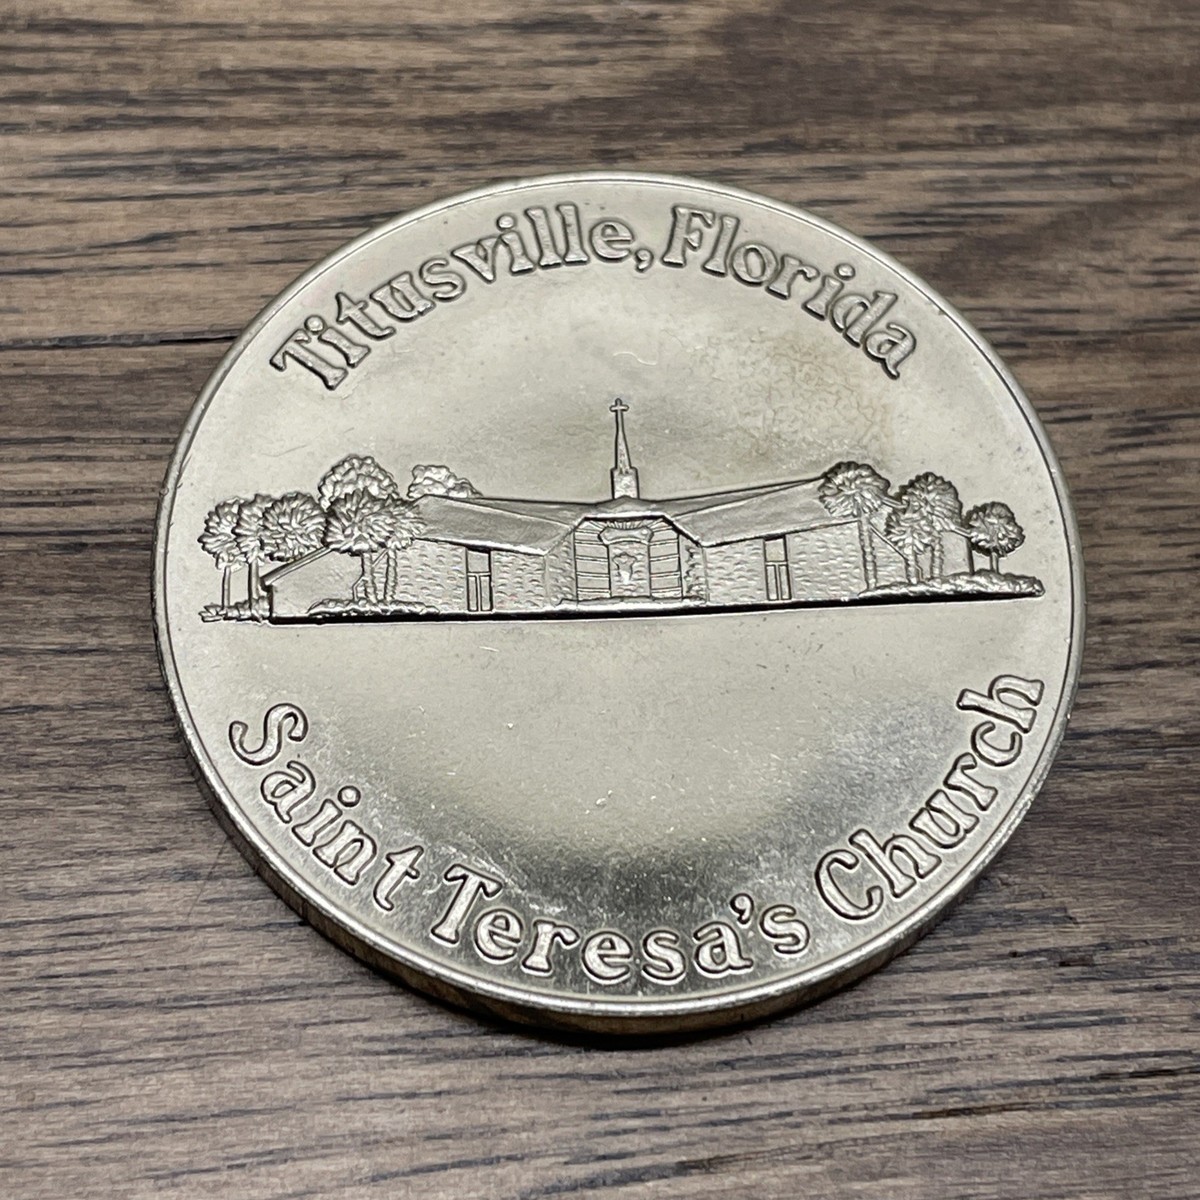 Titusville, Florida
Saint Teresa's Church